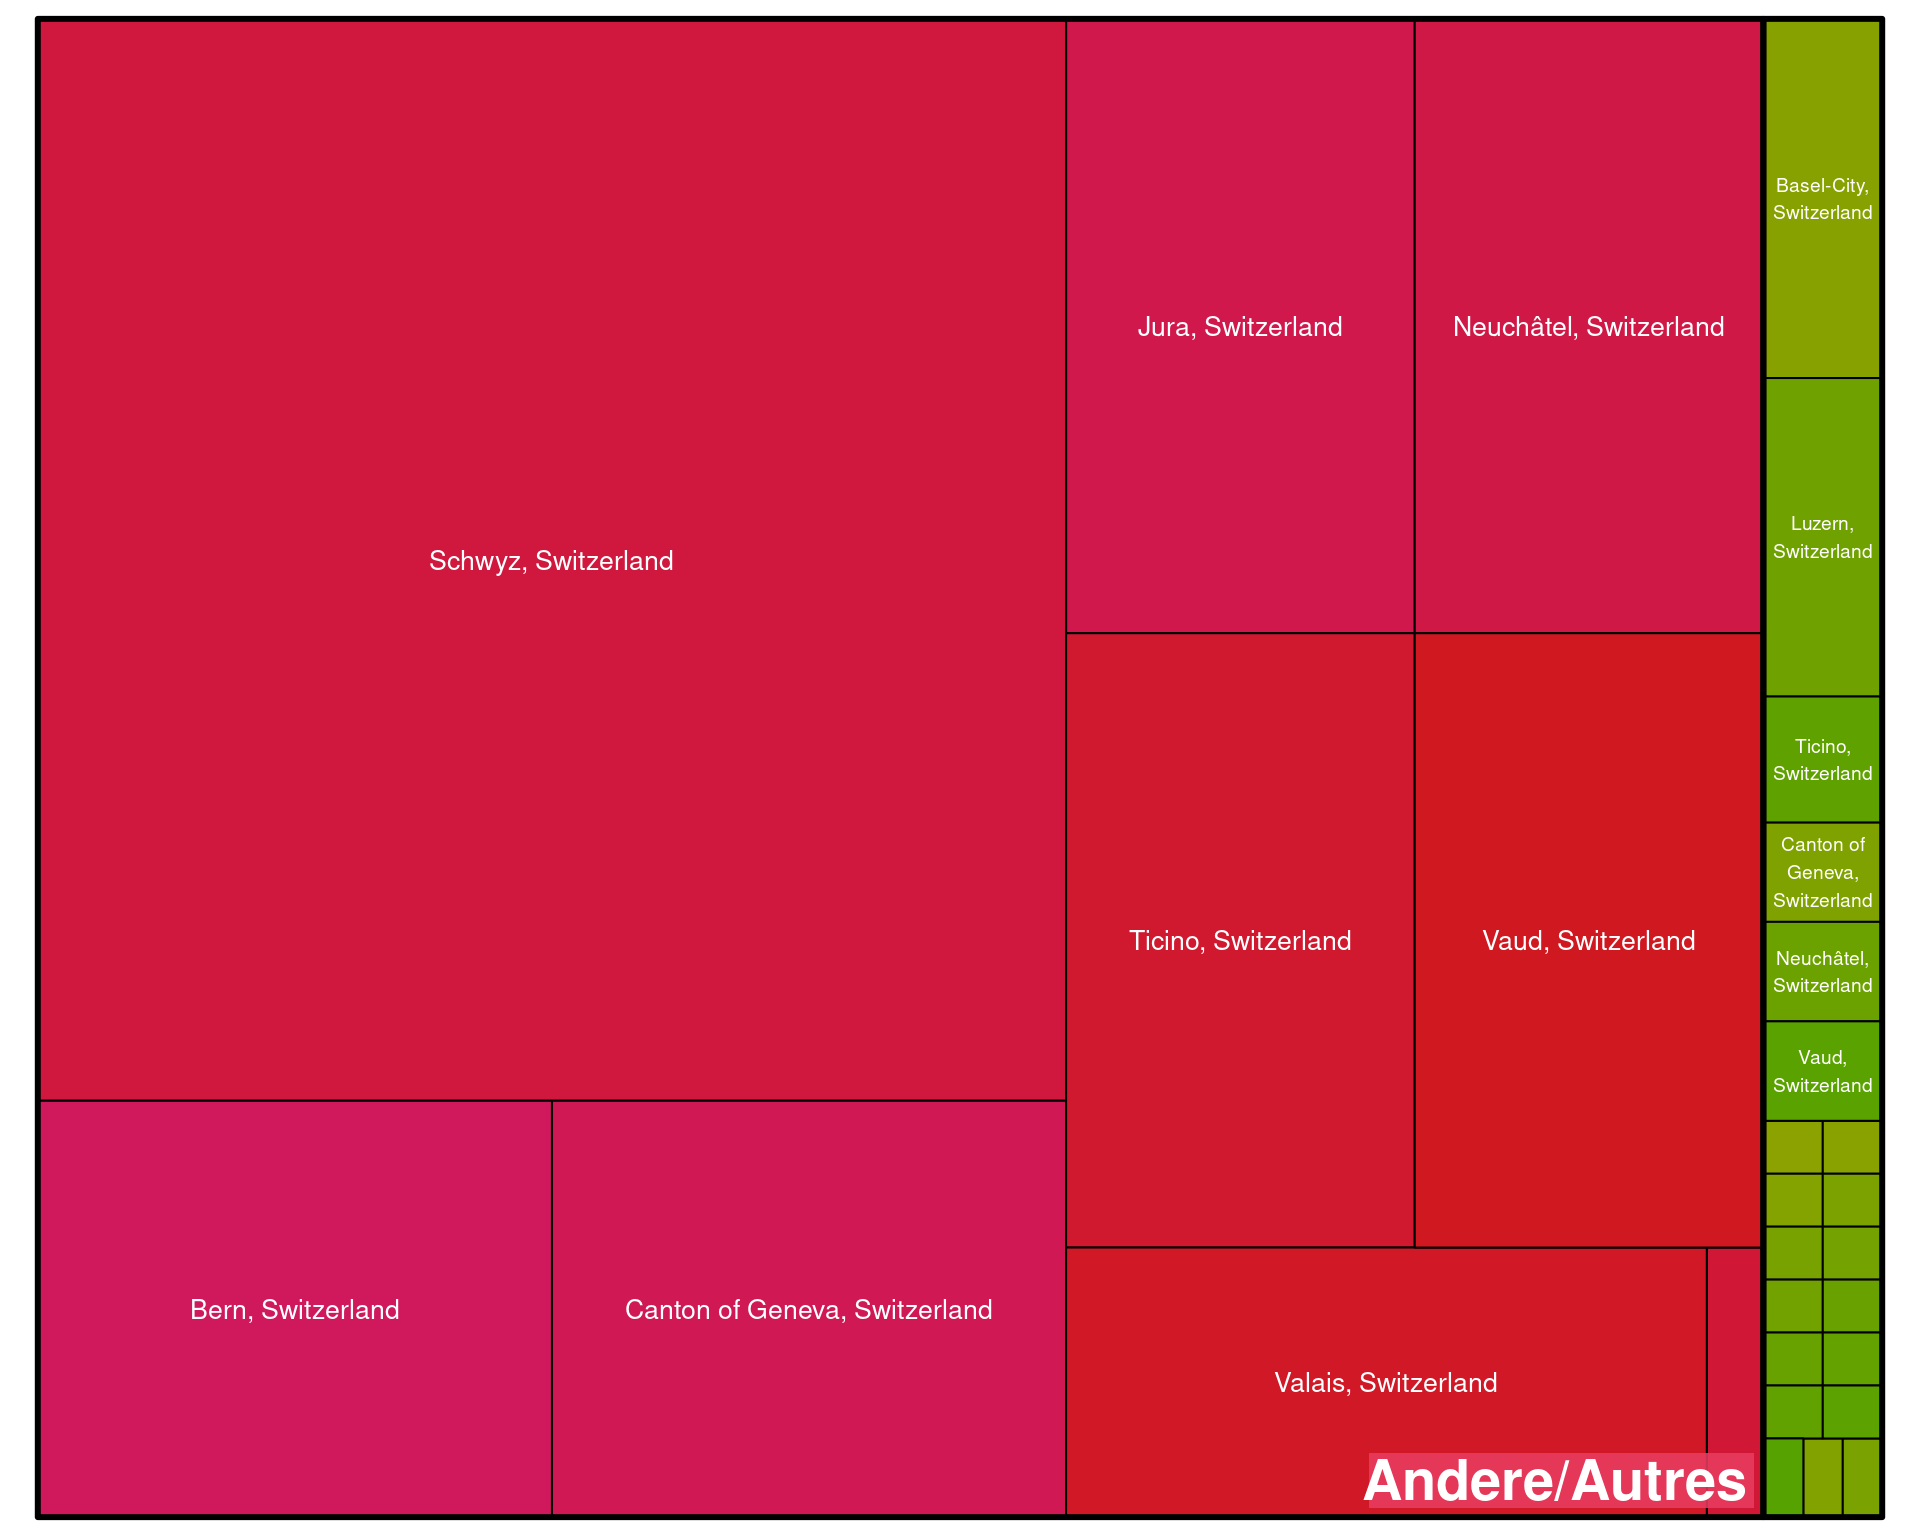 Schwyz, Switzerland
Jura, Switzerland
Neuchâtel, Switzerland
Ticino, Switzerland
Vaud, Switzerland
Bern, Switzerland
Canton of Geneva, Switzerland
Valais, Switzerland
Andere/Autres
Basel-City,
Switzerland
Luzern,
Switzerland
Ticino,
Switzerland
Canton of
Geneva,
Switzerland
Neuchâtel,
Switzerland
Vaud,
Switzerland